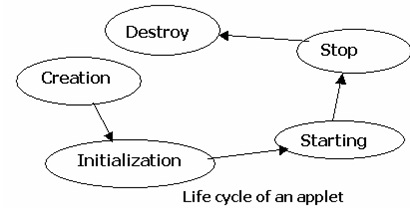 Destroy
Stop
Creation
Starting
Initialization
Life cycle of an applet